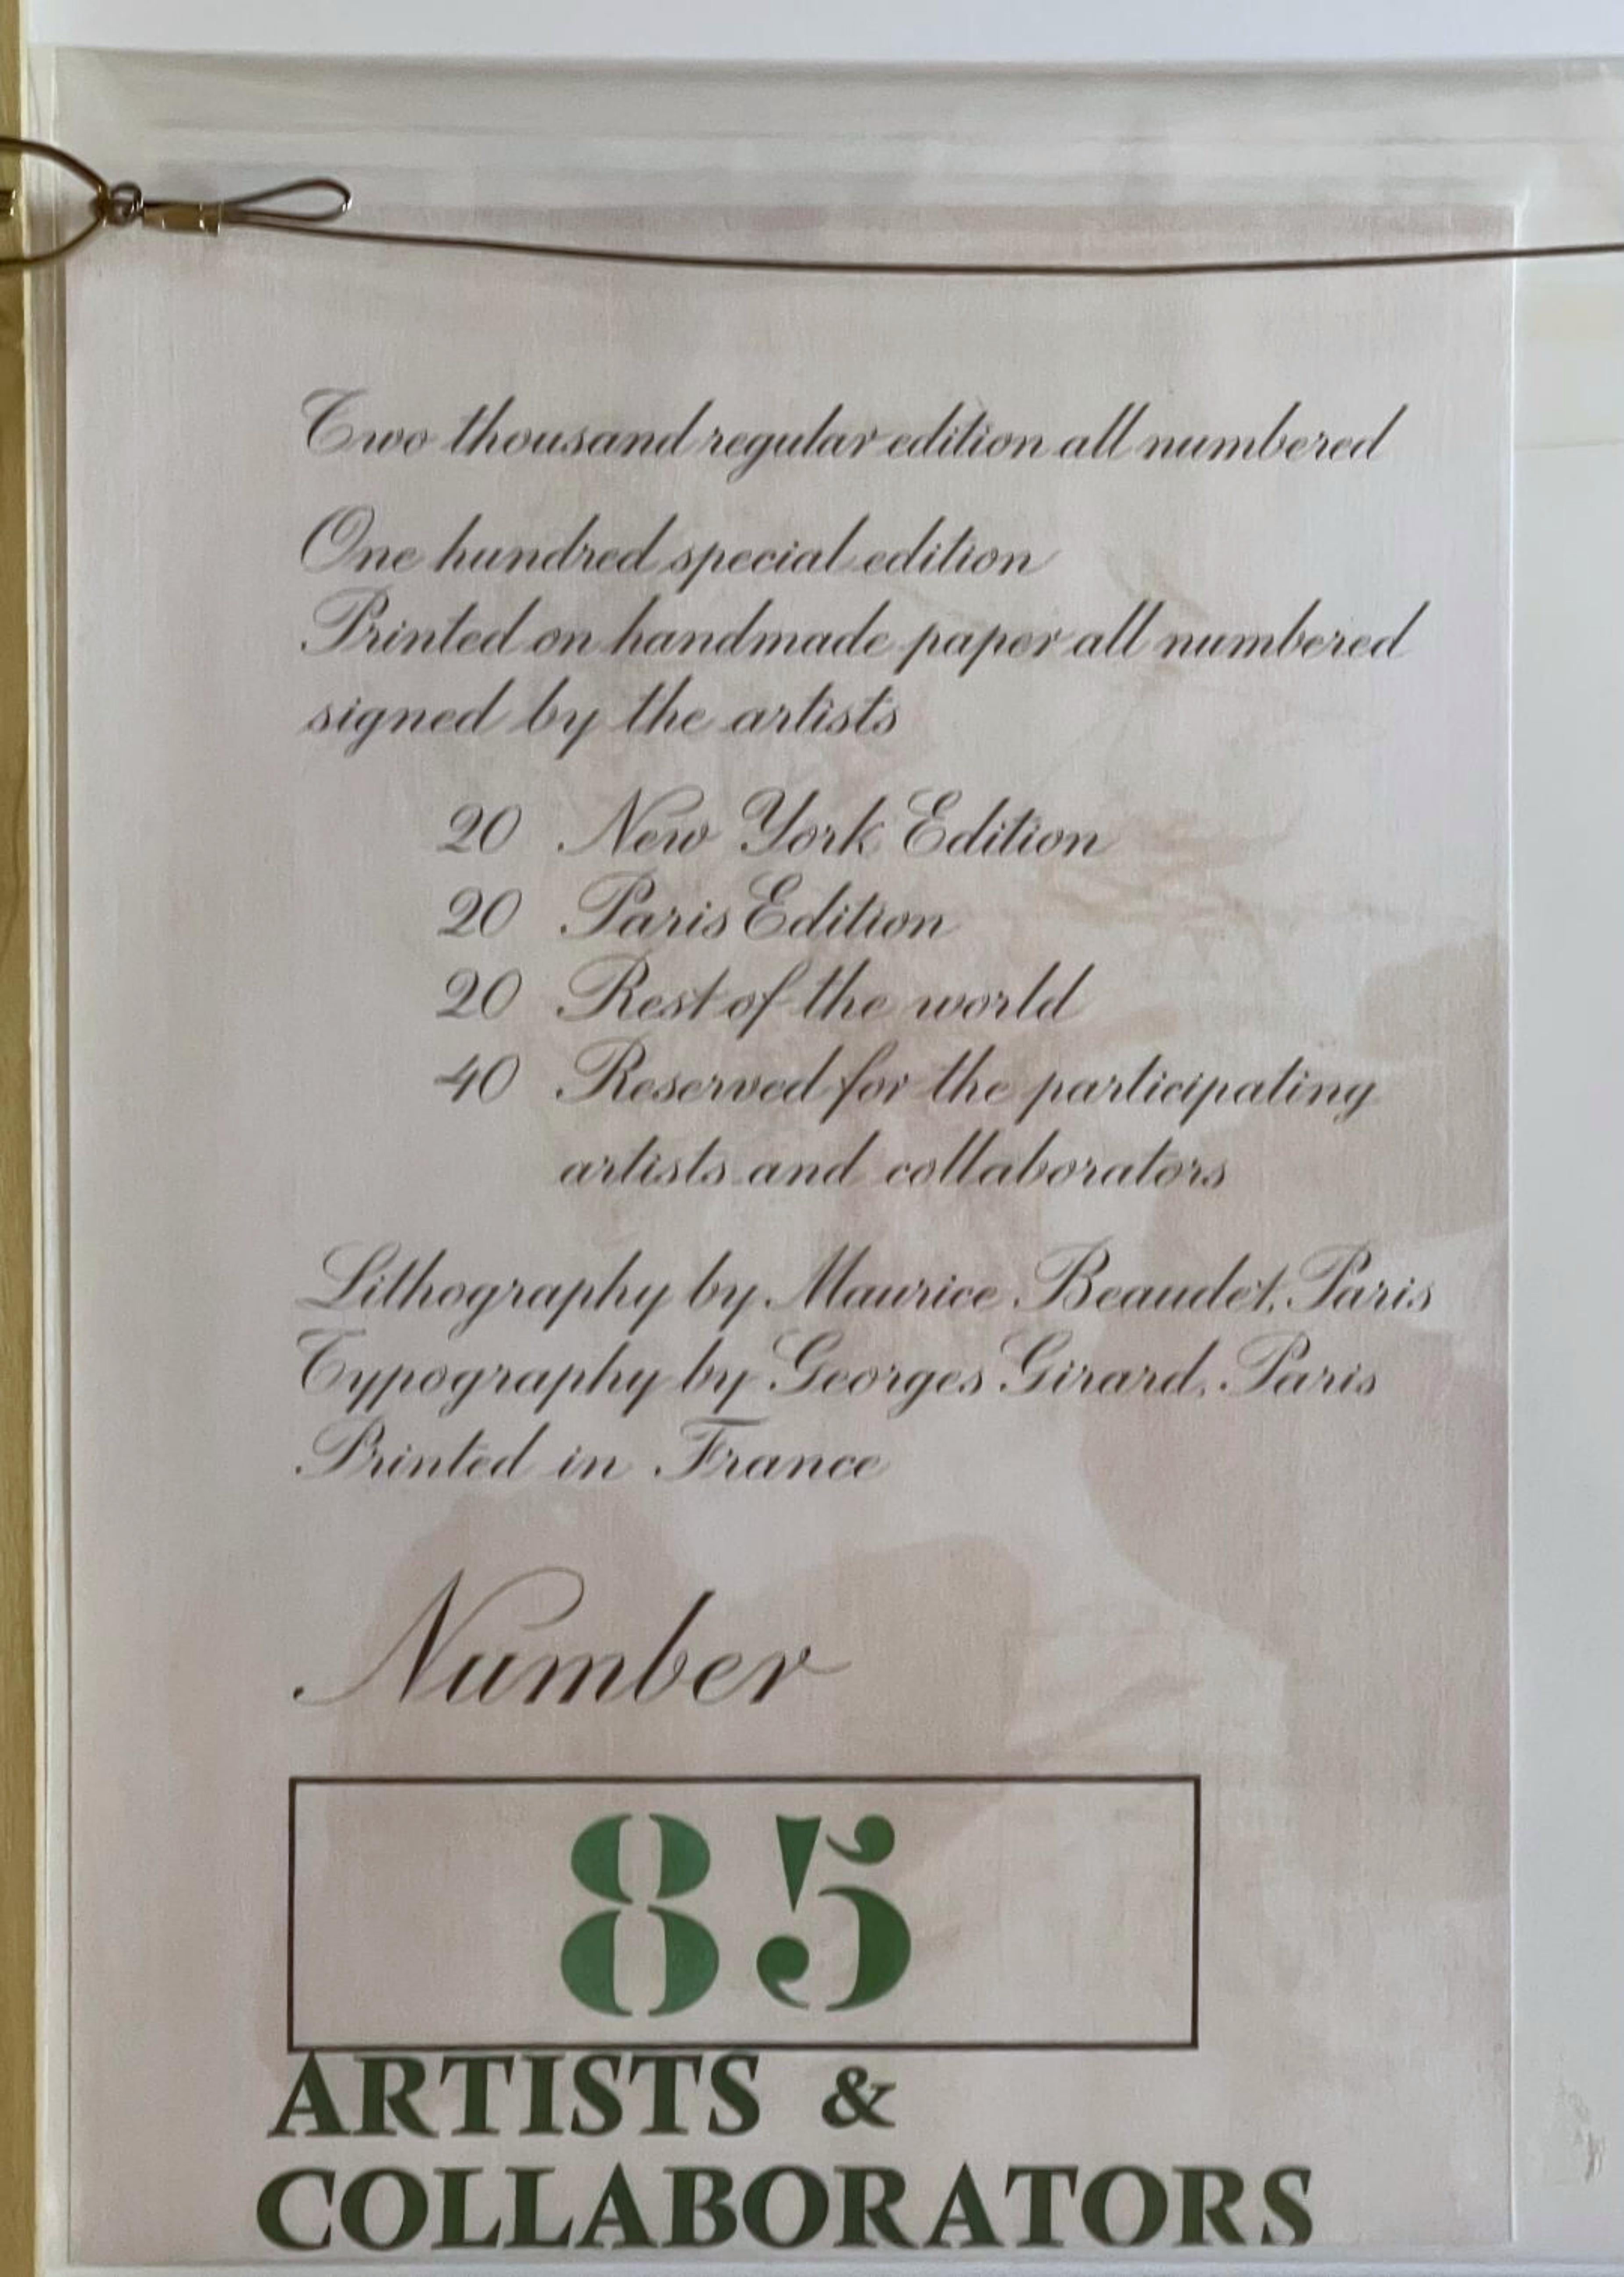 Two thousand regular edition all numbered
One hundred special edition
Printed on handmade paper all numbered
signed by the artists
20 New York Edition
20 Paris Edition
20 Rest of the world
40 Reserved for the participating
artists and collaborators
Lithography by Maurice Beaudet, Paris
Typography by Georges Girard, Paris
Printed in France
Number
85
ARTISTS &
COLLABORATORS